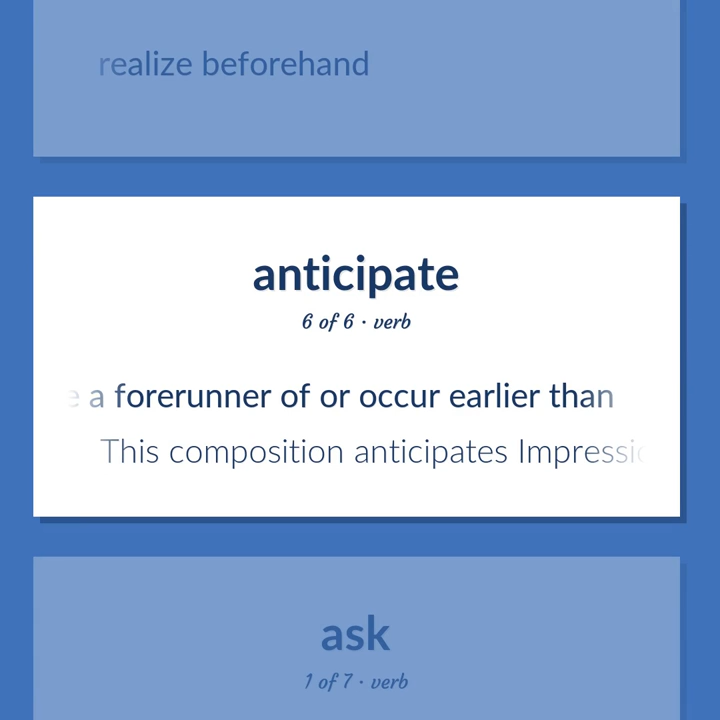 realize beforehand
anticipate
6 of 6 · verb
a forerunner of or occur earlier than
This composition anticipates
ask
1 of 7 · verb